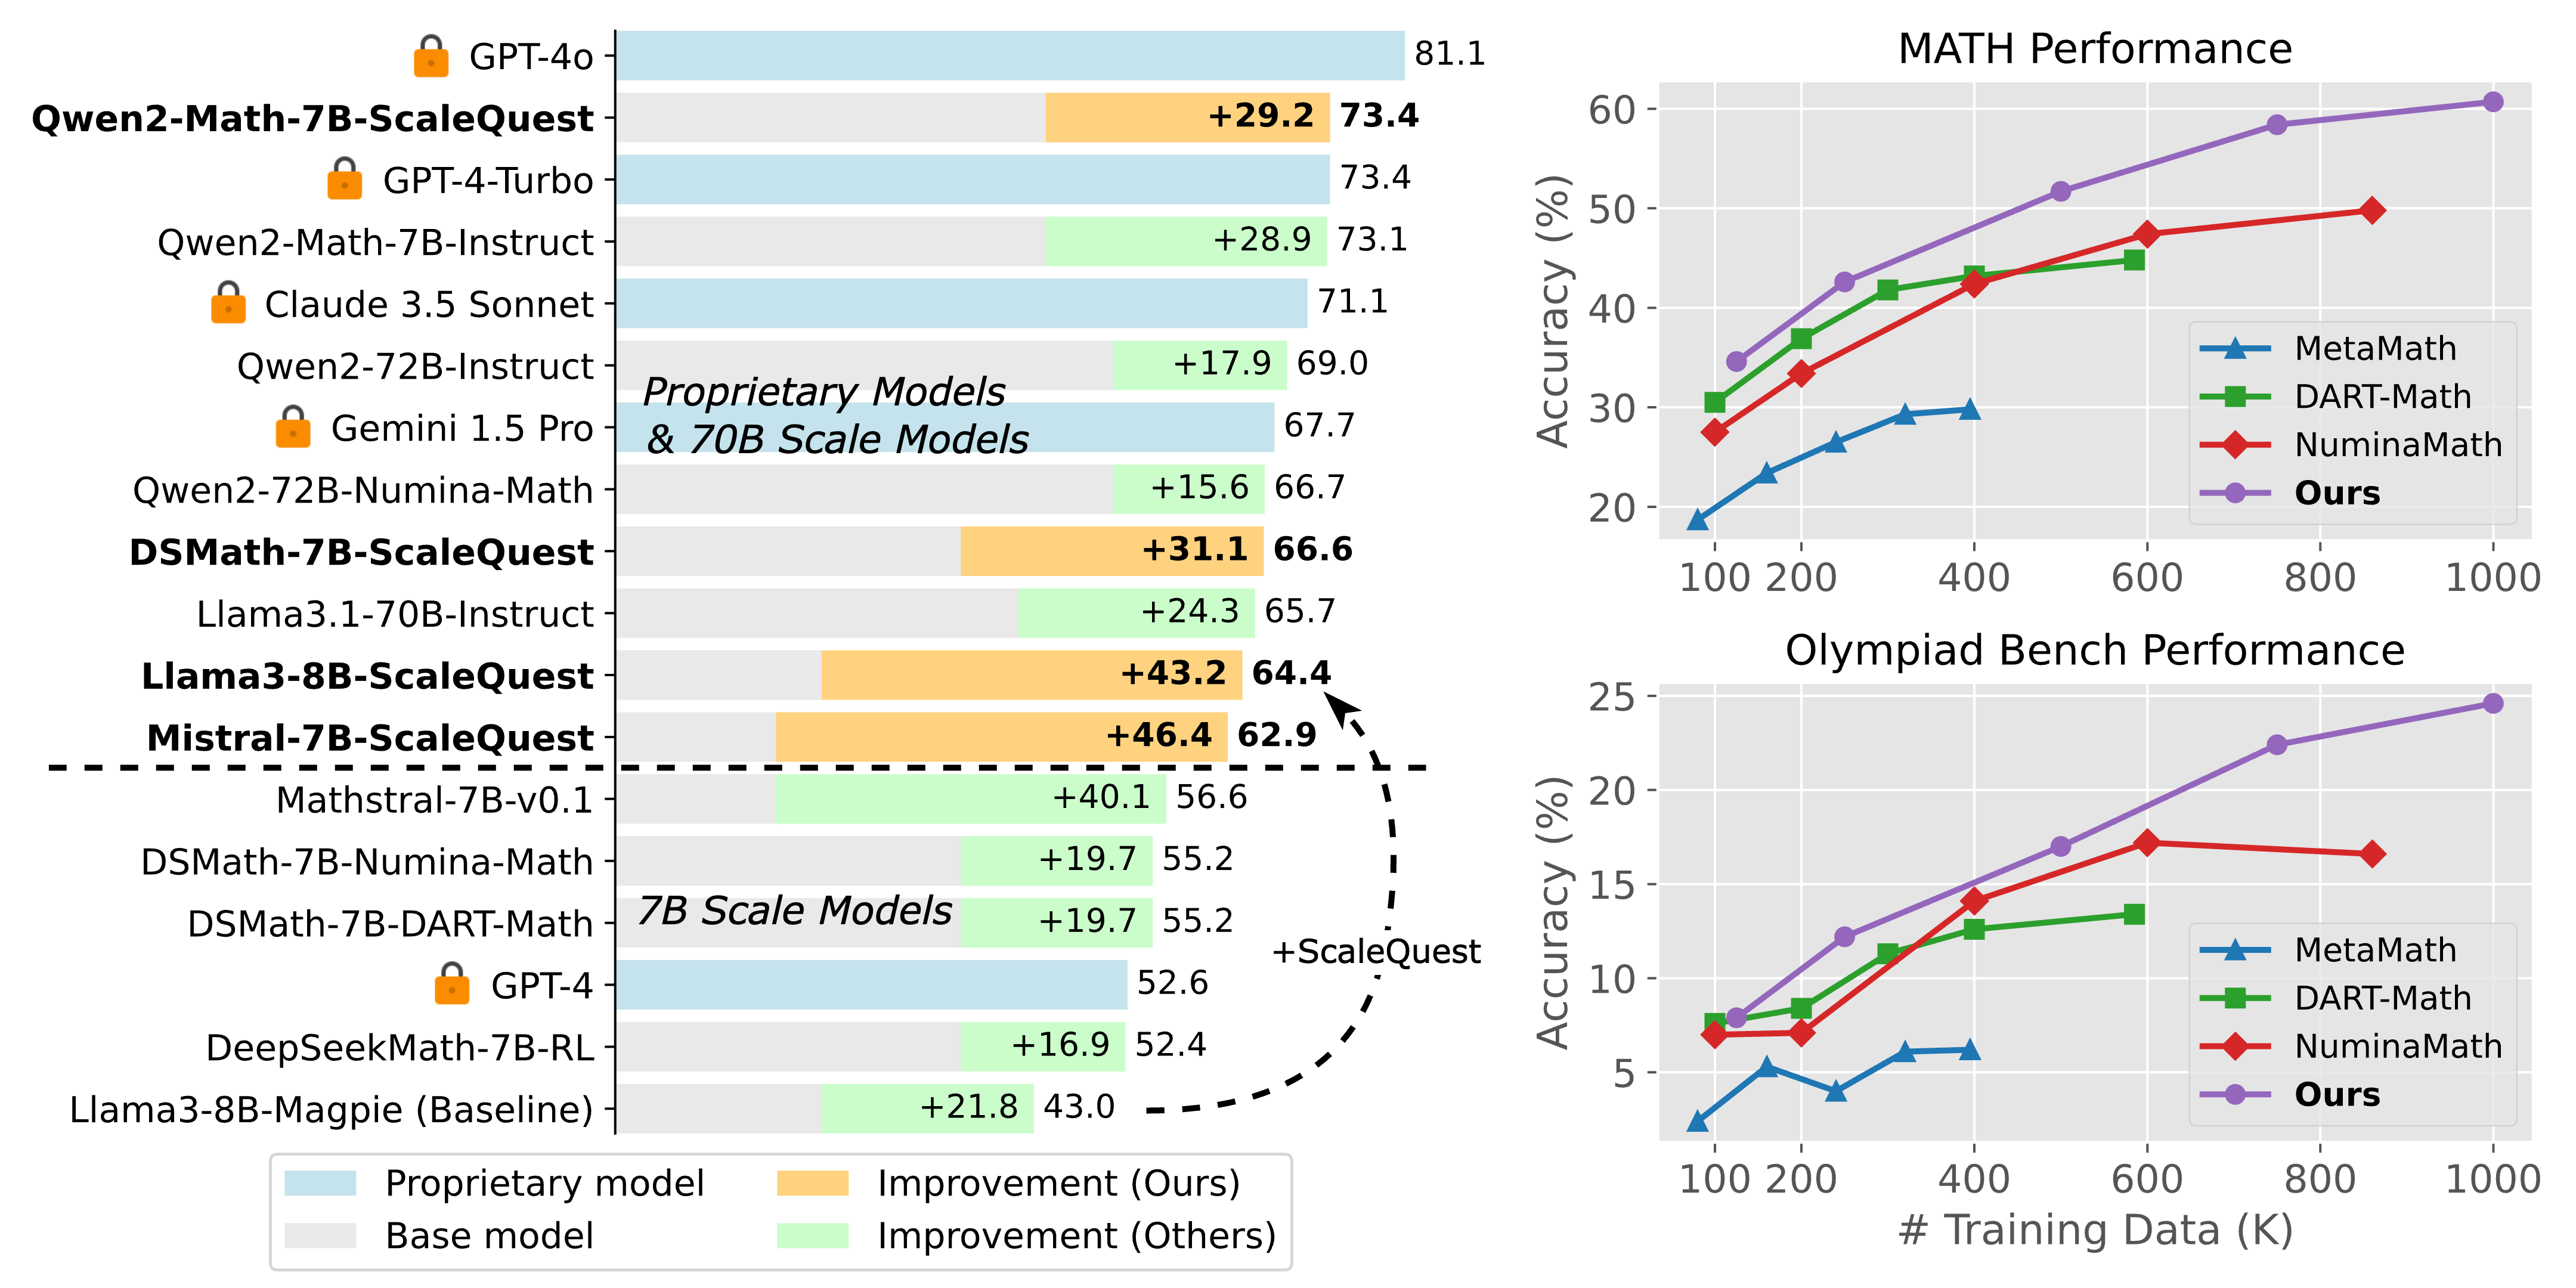 GPT-4o 81.1
Qwen2-Math-7B-ScaleQuest +29.2 73.4
GPT-4-Turbo 73.4
Qwen2-Math-7B-Instruct +28.9 73.1
Claude 3.5 Sonnet 71.1
Qwen2-72B-Instruct +17.9 69.0
Proprietary Models
Gemini 1.5 Pro 67.7
& 70B Scale Models
Qwen2-72B-Numina-Math +15.6 66.7
DSMath-7B-ScaleQuest +31.1 66.6
Llama3.1-70B-Instruct +24.3 65.7
Llama3-8B-ScaleQuest +43.2 64.4
Mistral-7B-ScaleQuest +46.4 62.9
Mathstral-7B-v0.1 +40.1 56.6
DSMath-7B-Numina-Math +19.7 55.2
7B Scale Models
DSMath-7B-DART-Math +19.7 55.2
+ScaleQuest
GPT-4 52.6
DeepSeekMath-7B-RL +16.9 52.4
Llama3-8B-Magpie (Baseline) +21.8 43.0
Proprietary model
Improvement (Ours)
Base model
Improvement (Others)
MATH Performance
Accuracy (%)
60
50
40
30
20
MetaMath
DART-Math
NuminaMath
Ours
100 200 400 600 800 1000
Olympiad Bench Performance
Accuracy (%)
25
20
15
10
5
MetaMath
DART-Math
NuminaMath
Ours
100 200 400 600 800 1000
# Training Data (K)